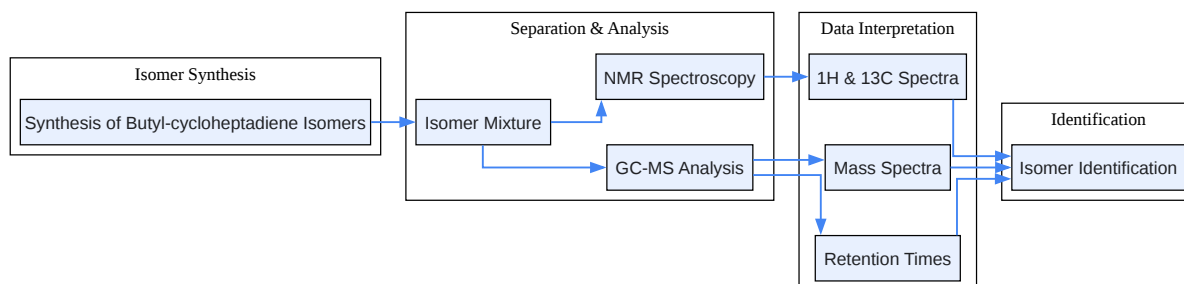 Isomer Synthesis
Synthesis of Butyl-cycloheptadiene Isomers
Separation & Analysis
Isomer Mixture
NMR Spectroscopy
GC-MS Analysis
Data Interpretation
1H & 13C Spectra
Mass Spectra
Retention Times
Identification
Isomer Identification